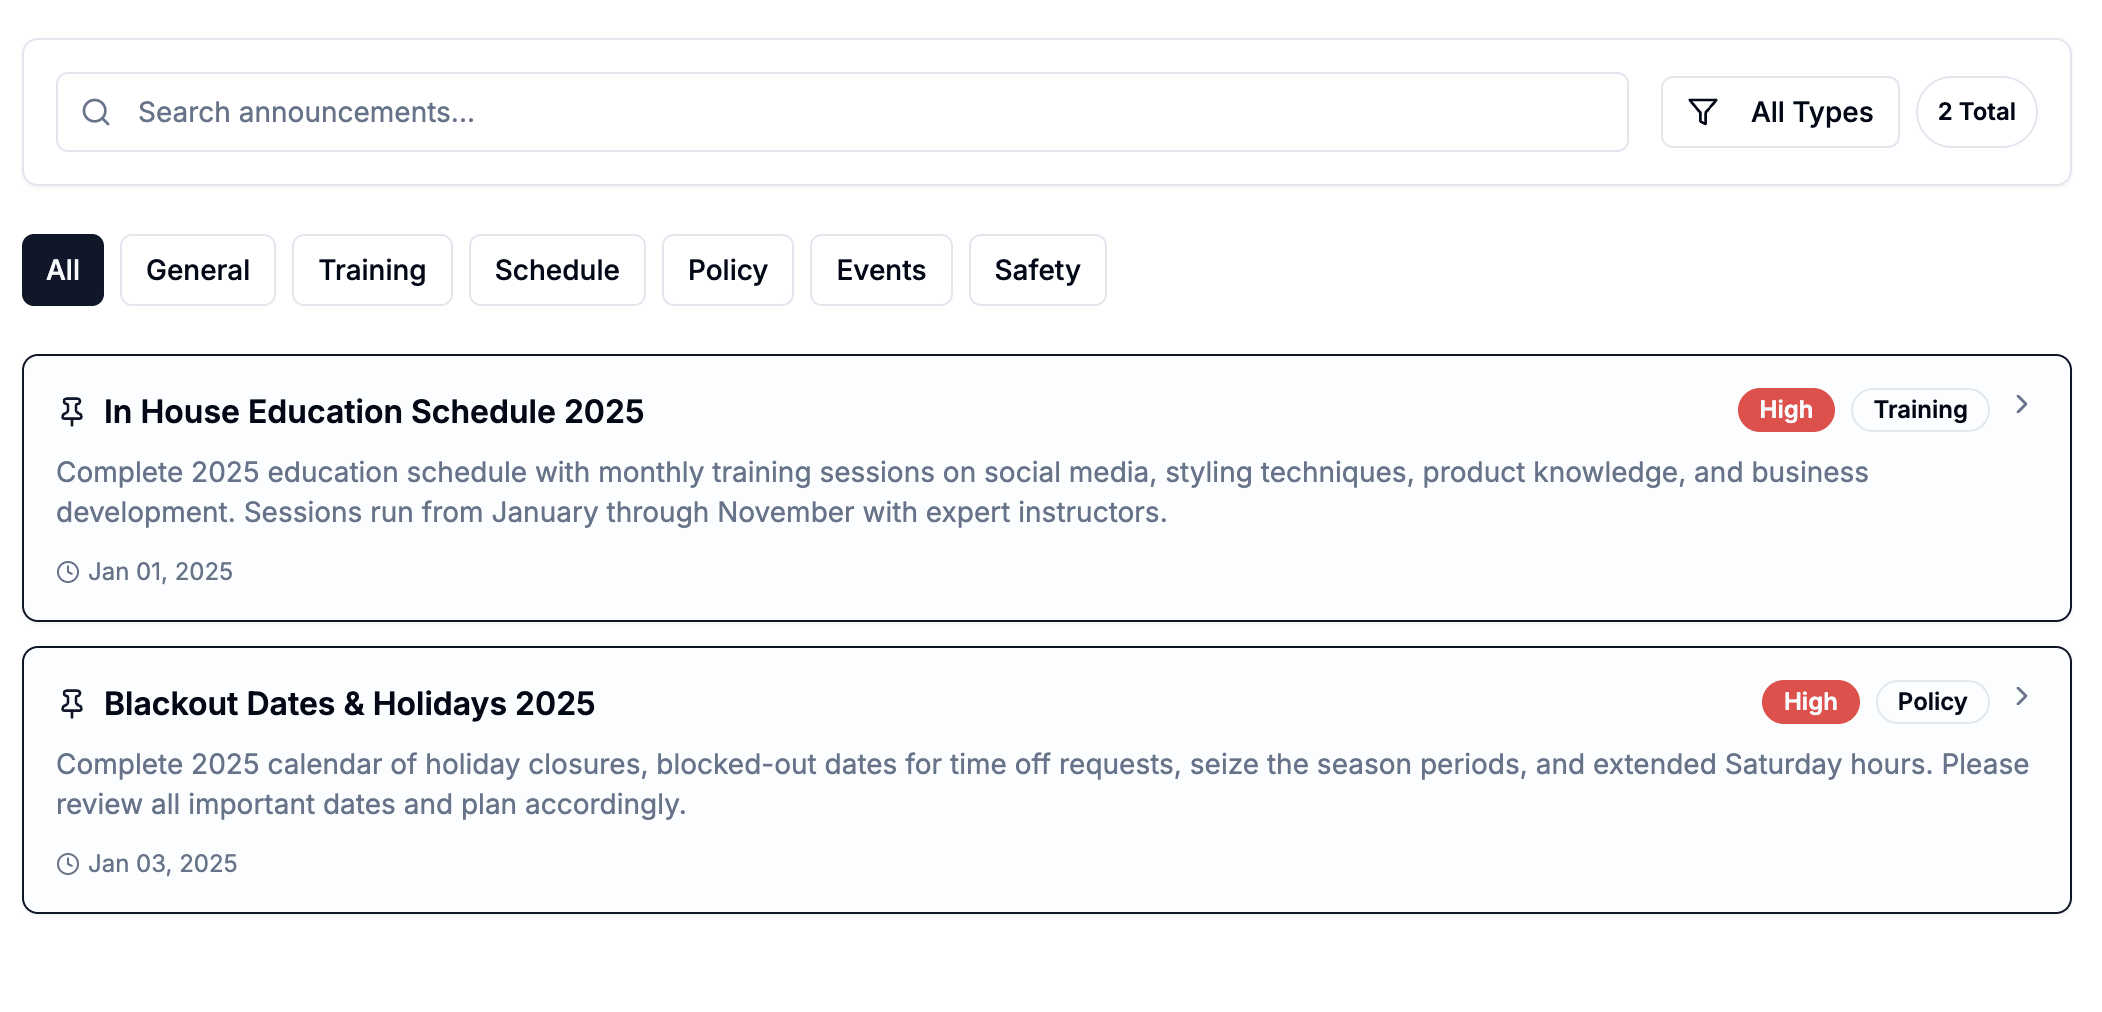 Search announcements...
All Types
2 Total
All
General
Training
Schedule
Policy
Events
Safety
In House Education Schedule 2025
High
Training
Complete 2025 education schedule with monthly training sessions on social media, styling techniques, product knowledge, and business
development. Sessions run from January through November with expert instructors.
Jan 01, 2025
Blackout Dates & Holidays 2025
High
Policy
Complete 2025 calendar of holiday closures, blocked-out dates for time off requests, seize the season periods, and extended Saturday hours. Please
review all important dates and plan accordingly.
Jan 03, 2025